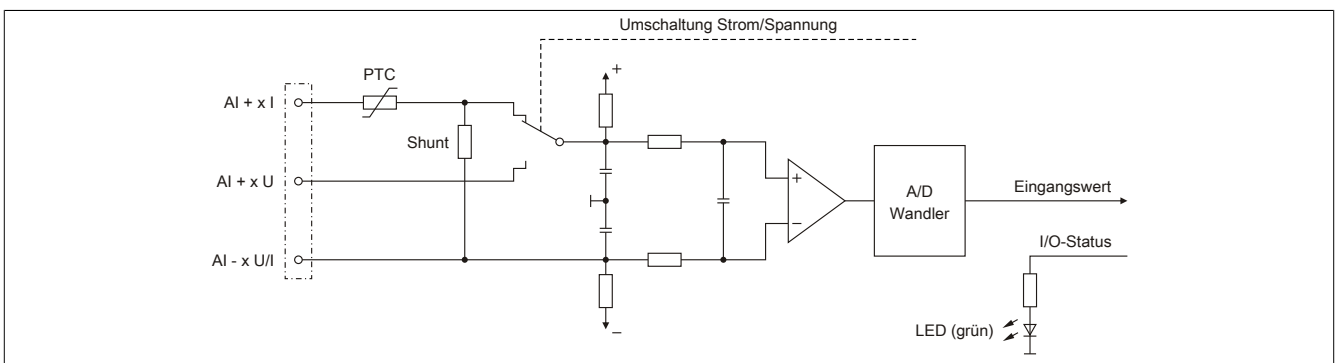 Umschaltung Strom/Spannung
PTC
+
AI + x I
Shunt
AI + x U
+
A/D
Wandler
Eingangswert
−
I/O-Status
AI - x U/I
LED (grün)
−